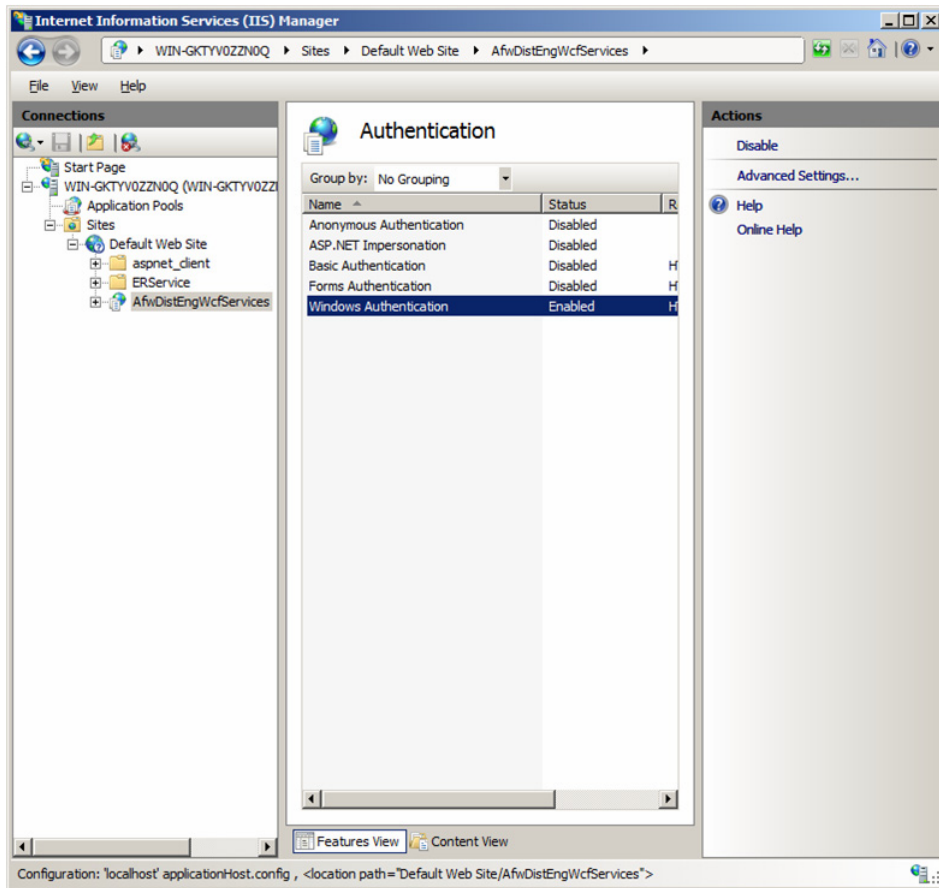 Internet Information Services (IIS) Manager
WIN-GKTYV0ZZN0Q Sites Default Web Site AfwDistEngWcfServices
File View Help
Connections
Start Page
WIN-GKTYV0ZZN0Q (WIN-GKTYV0ZZ
Application Pools
Sites
Default Web Site
aspnet_client
ERService
AfwDistEngWcfServices
Authentication
Group by: No Grouping
Name Status R
Anonymous Authentication Disabled
ASP.NET Impersonation Disabled
Basic Authentication Disabled H
Forms Authentication Disabled H
Windows Authentication Enabled H
Features View Content View
Actions
Disable
Advanced Settings...
Help
Online Help
Configuration: 'localhost' applicationHost.config , <location path="Default Web Site/AfwDistEngWcfServices">